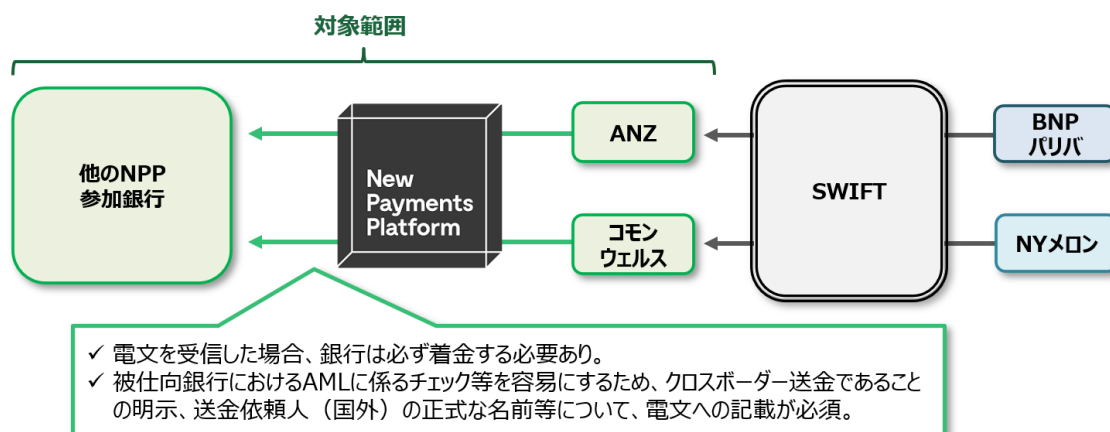 対象範囲
他のNPP
参加銀行
New
Payments
Platform
ANZ
コモン
ウェルス
SWIFT
BNP
パリバ
NYメロン
✓ 電文を受信した場合、銀行は必ず着金する必要あり。
✓ 被仕向銀行におけるAMLに係るチェック等を容易にするため、クロスボーダー送金であること
の明示、送金依頼人（国外）の正式な名前等について、電文への記載が必須。